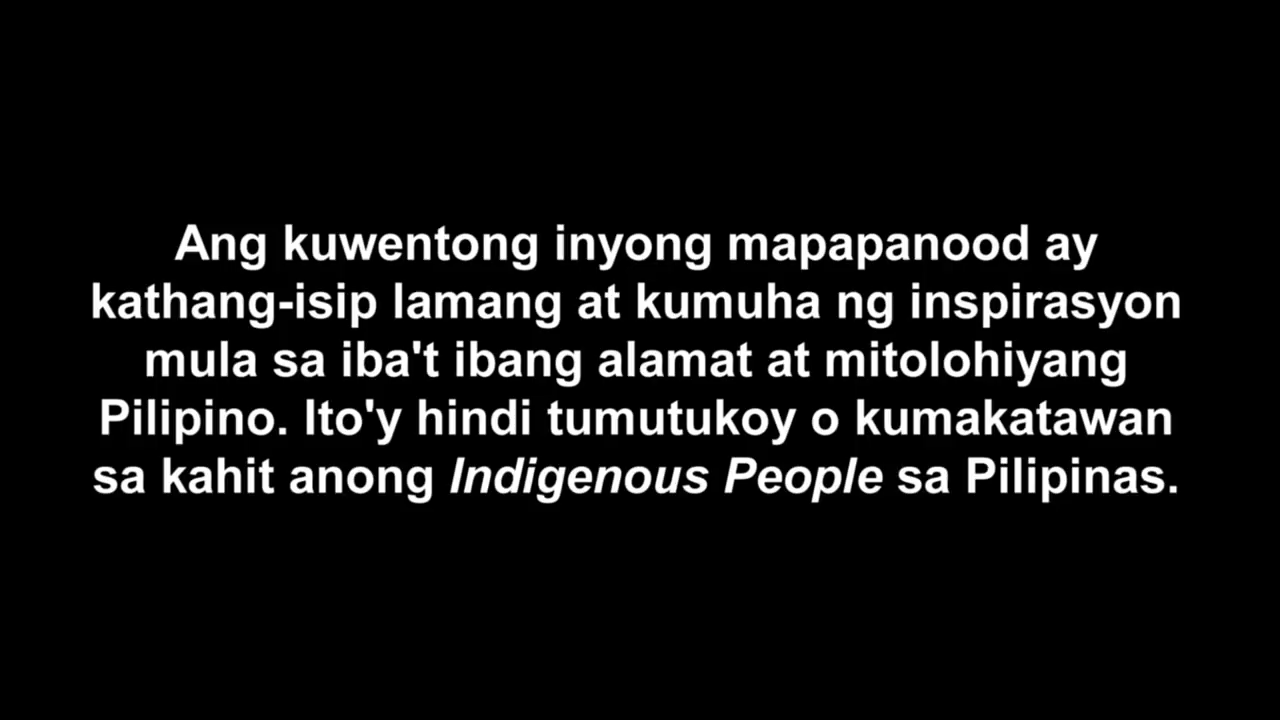 Ang kuwentong inyong mapapanood ay
kathang-isip lamang at kumuha ng inspirasyon
mula sa iba't ibang alamat at mitolohiyang
Pilipino. Ito'y hindi tumutukoy o kumakatawan
sa kahit anong Indigenous People sa Pilipinas.